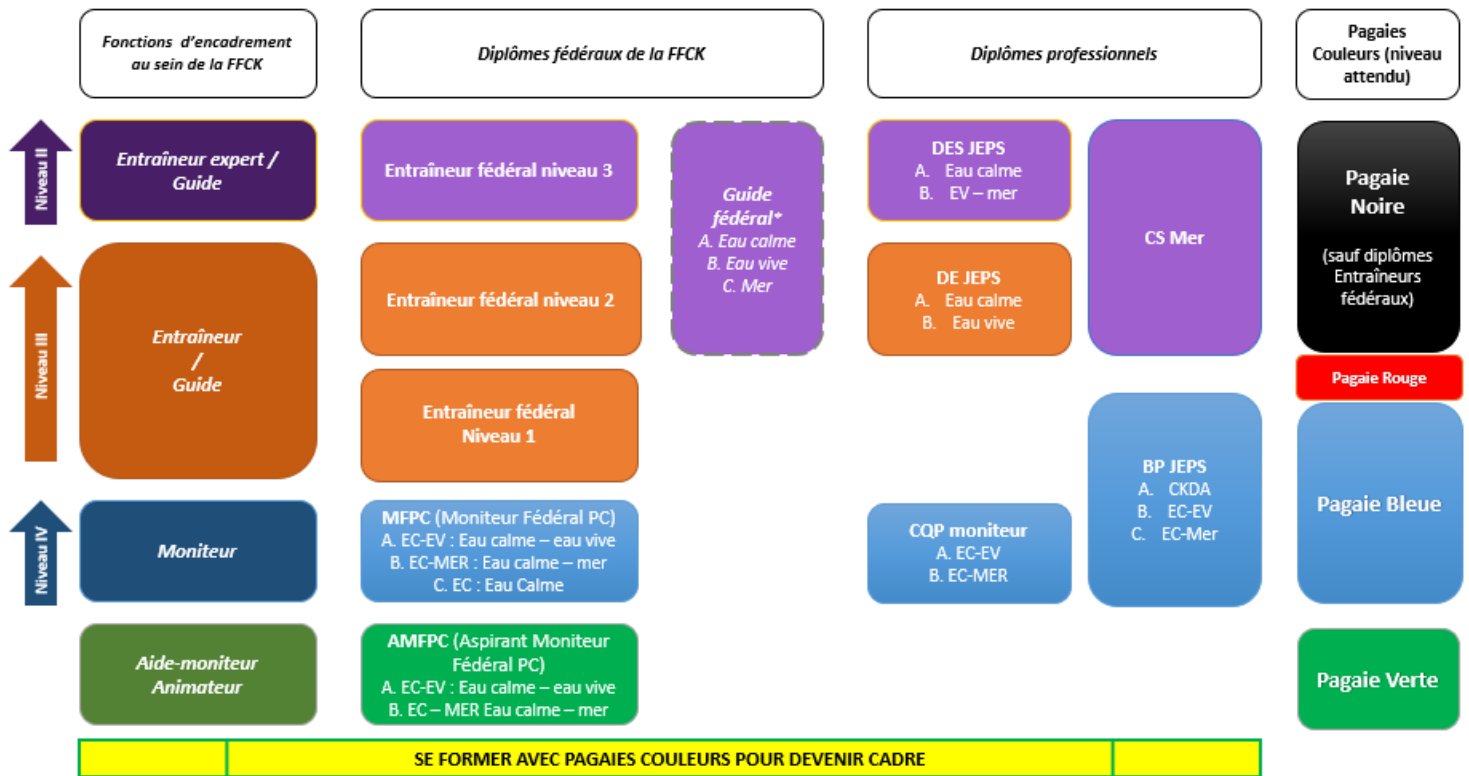 Fonctions d'encadrement
au sein de la FFCK
Diplômes fédéraux de la FFCK
Diplômes professionnels
Pagaies
Couleurs (niveau
attendu)
Niveau II
Entraîneur expert /
Guide
Entraîneur fédéral niveau 3
Guide
fédéral*
A. Eau calme
B. Eau vive
C. Mer
DES JEPS
A. Eau calme
B. EV – mer
CS Mer
Pagaie
Noire
(sauf diplômes
Entraîneurs
fédéraux)
Niveau III
Entraîneur
/
Guide
Entraîneur fédéral niveau 2
DE JEPS
A. Eau calme
B. Eau vive
Pagaie Rouge
Entraîneur fédéral
Niveau 1
BP JEPS
A. CKDA
B. EC-EV
C. EC-Mer
Pagaie Bleue
Niveau IV
Moniteur
MFPC (Moniteur Fédéral PC)
A. EC-EV : Eau calme – eau vive
B. EC-MER : Eau calme – mer
C. EC : Eau Calme
CQP moniteur
A. EC-EV
B. EC-MER
Aide-moniteur
Animateur
AMFPC (Aspirant Moniteur
Fédéral PC)
A. EC-EV : Eau calme – eau vive
B. EC – MER Eau calme – mer
Pagaie Verte
SE FORMER AVEC PAGAIES COULEURS POUR DEVENIR CADRE